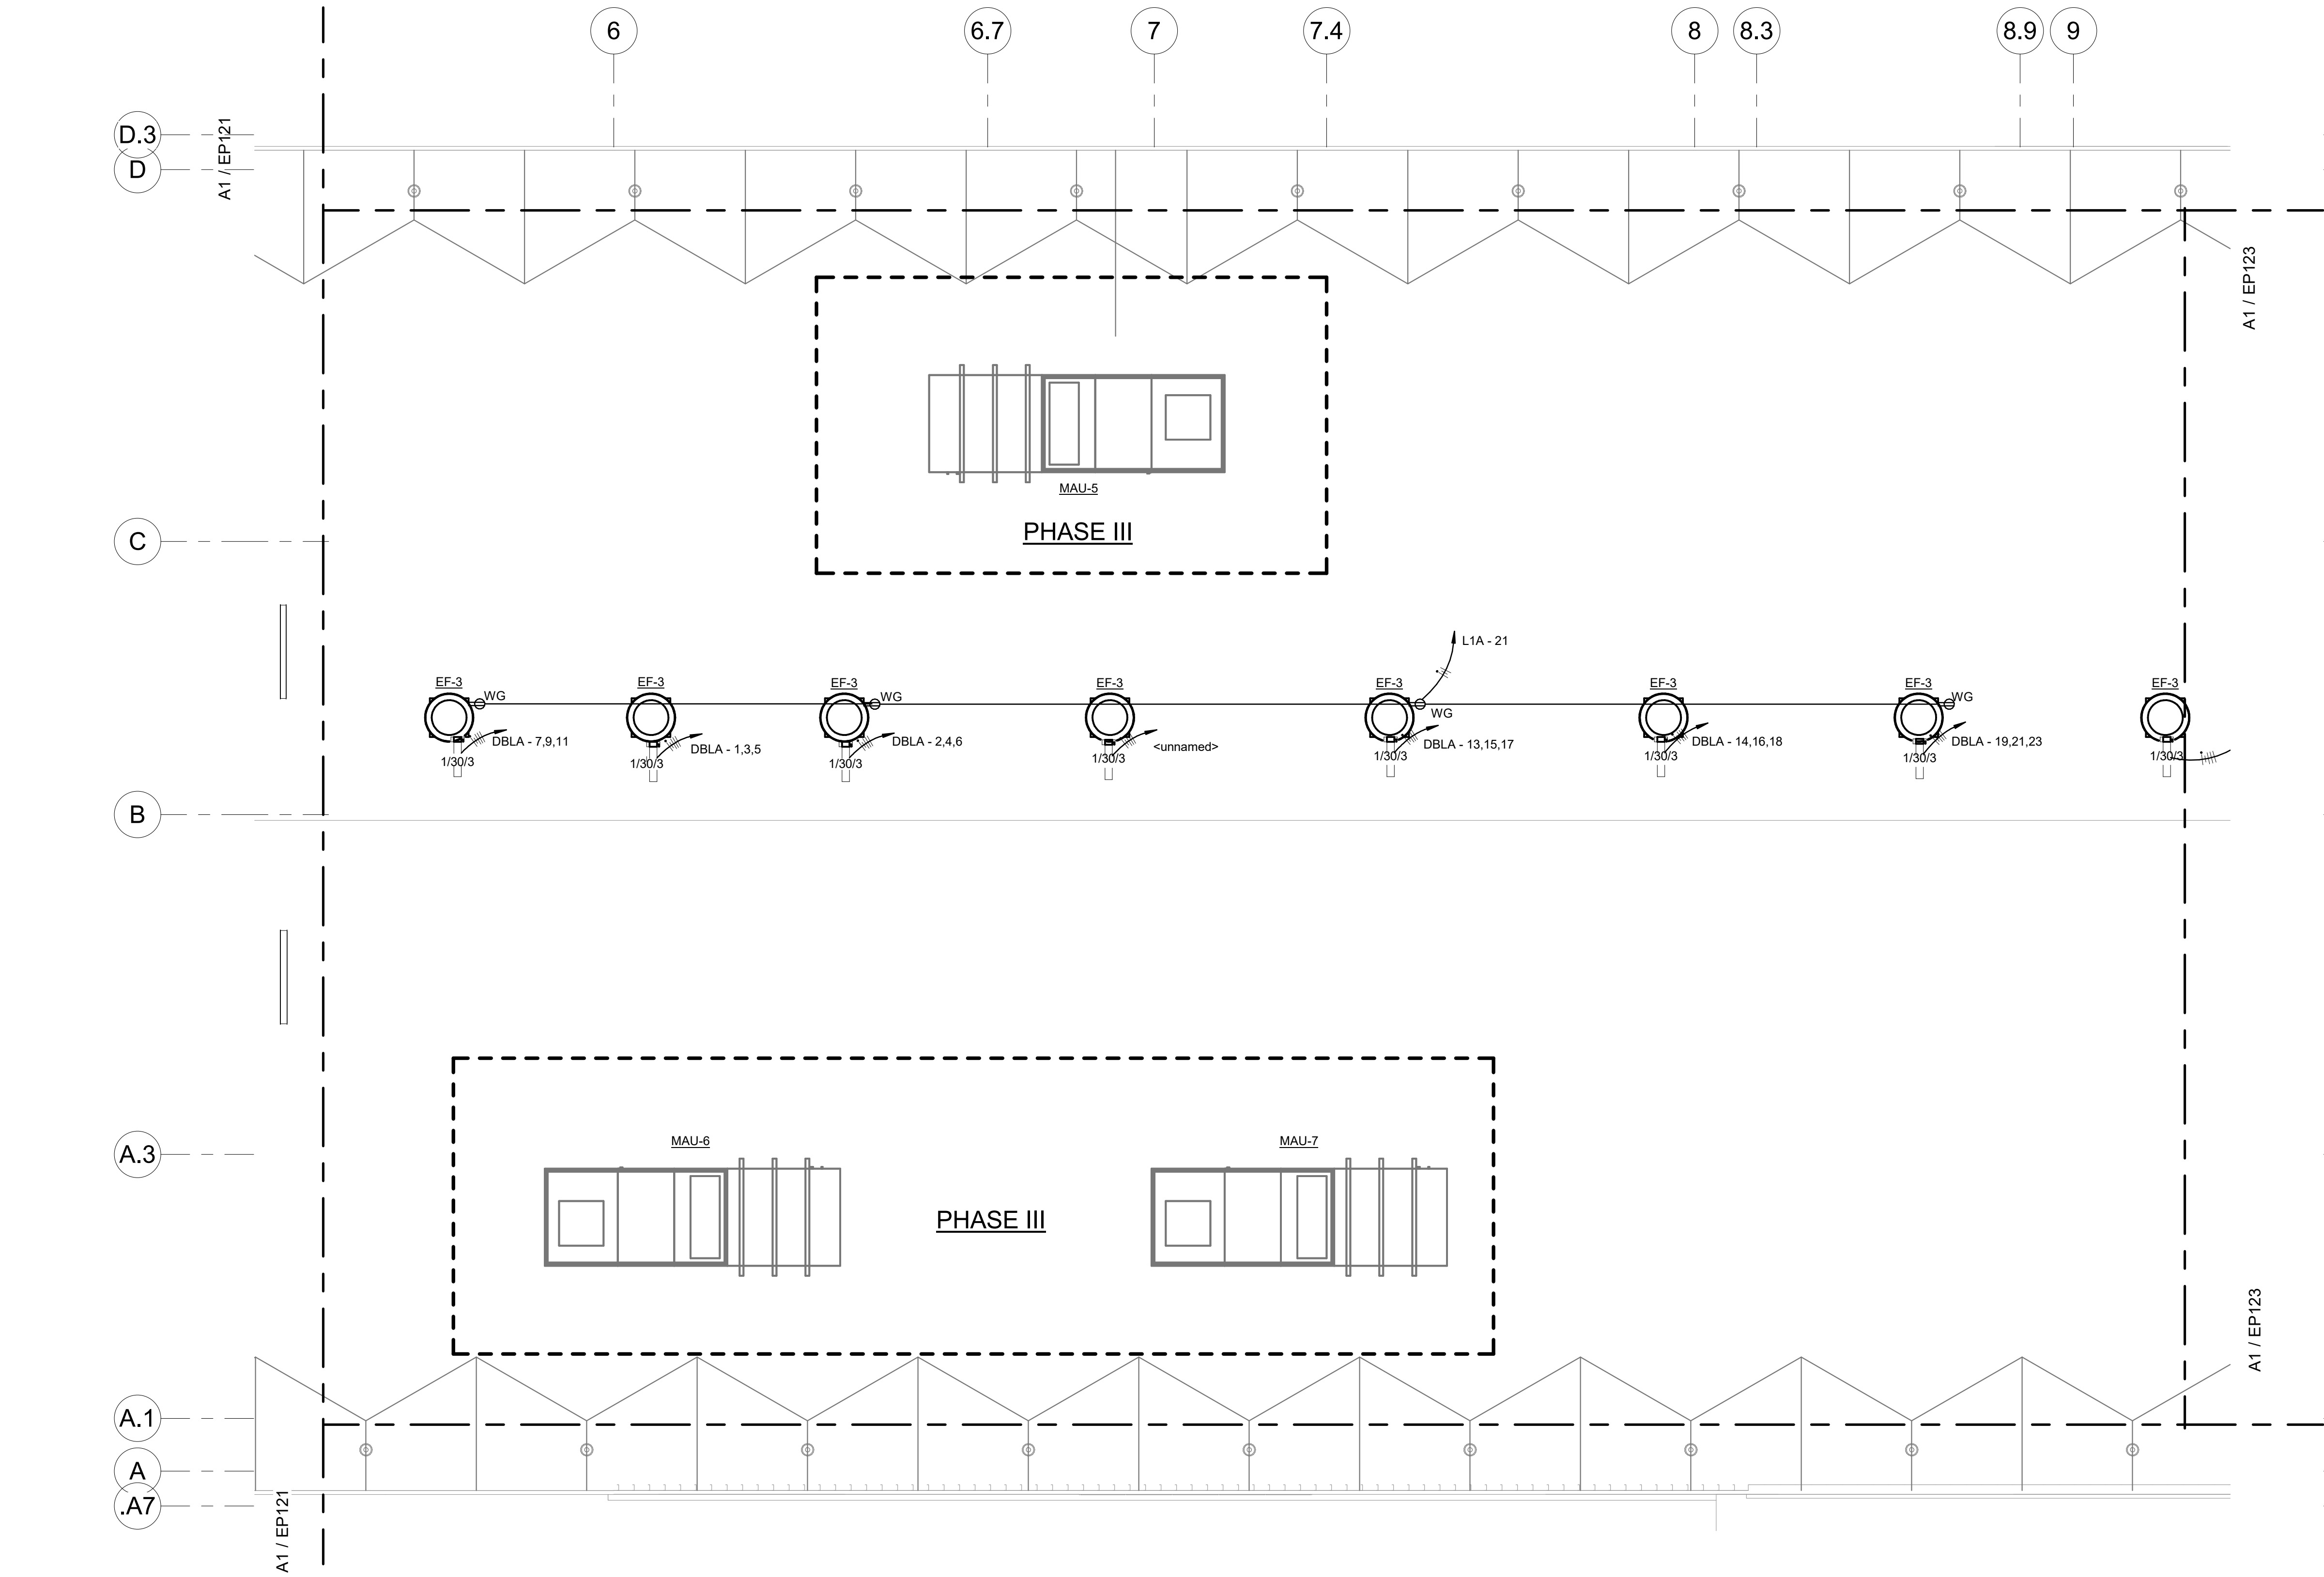 6
6.7
7
7.4
8
8.3
8.9
9
D.3
D
A1 / EP121
A1 / EP123
MAU-5
PHASE III
C
L1A - 21
EF-3
EF-3
EF-3
EF-3
EF-3
EF-3
EF-3
EF-3
WG
WG
WG
WG
DBLA - 7,9,11
DBLA - 1,3,5
DBLA - 2,4,6
<unnamed>
DBLA - 13,15,17
DBLA - 14,16,18
DBLA - 19,21,23
1/30/3
1/30/3
1/30/3
1/30/3
1/30/3
1/30/3
1/30/3
1/30/3
B
MAU-6
MAU-7
A.3
PHASE III
A1 / EP123
A.1
A
.A7
A1 / EP121